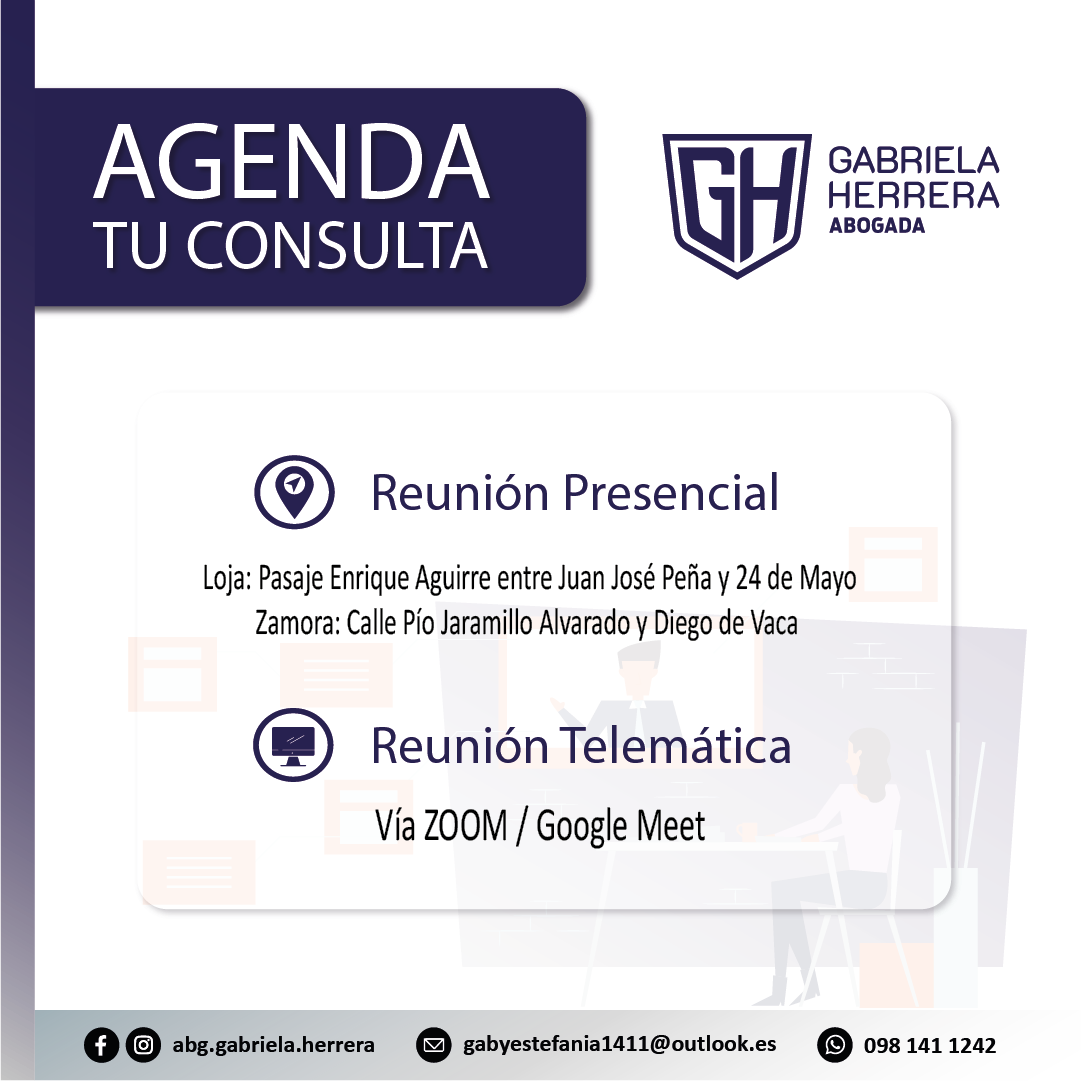 AGENDA
TU CONSULTA
GH
GABRIELA
HERRERA
ABOGADA
Reunión Presencial
Loja: Pasaje Enrique Aguirre entre Juan José Peña y 24 de Mayo
Zamora: Calle Pío Jaramillo Alvarado y Diego de Vaca
Reunión Telemática
Vía ZOOM / Google Meet
abg.gabriela.herrera
gabyestefania1411@outlook.es
098 141 1242